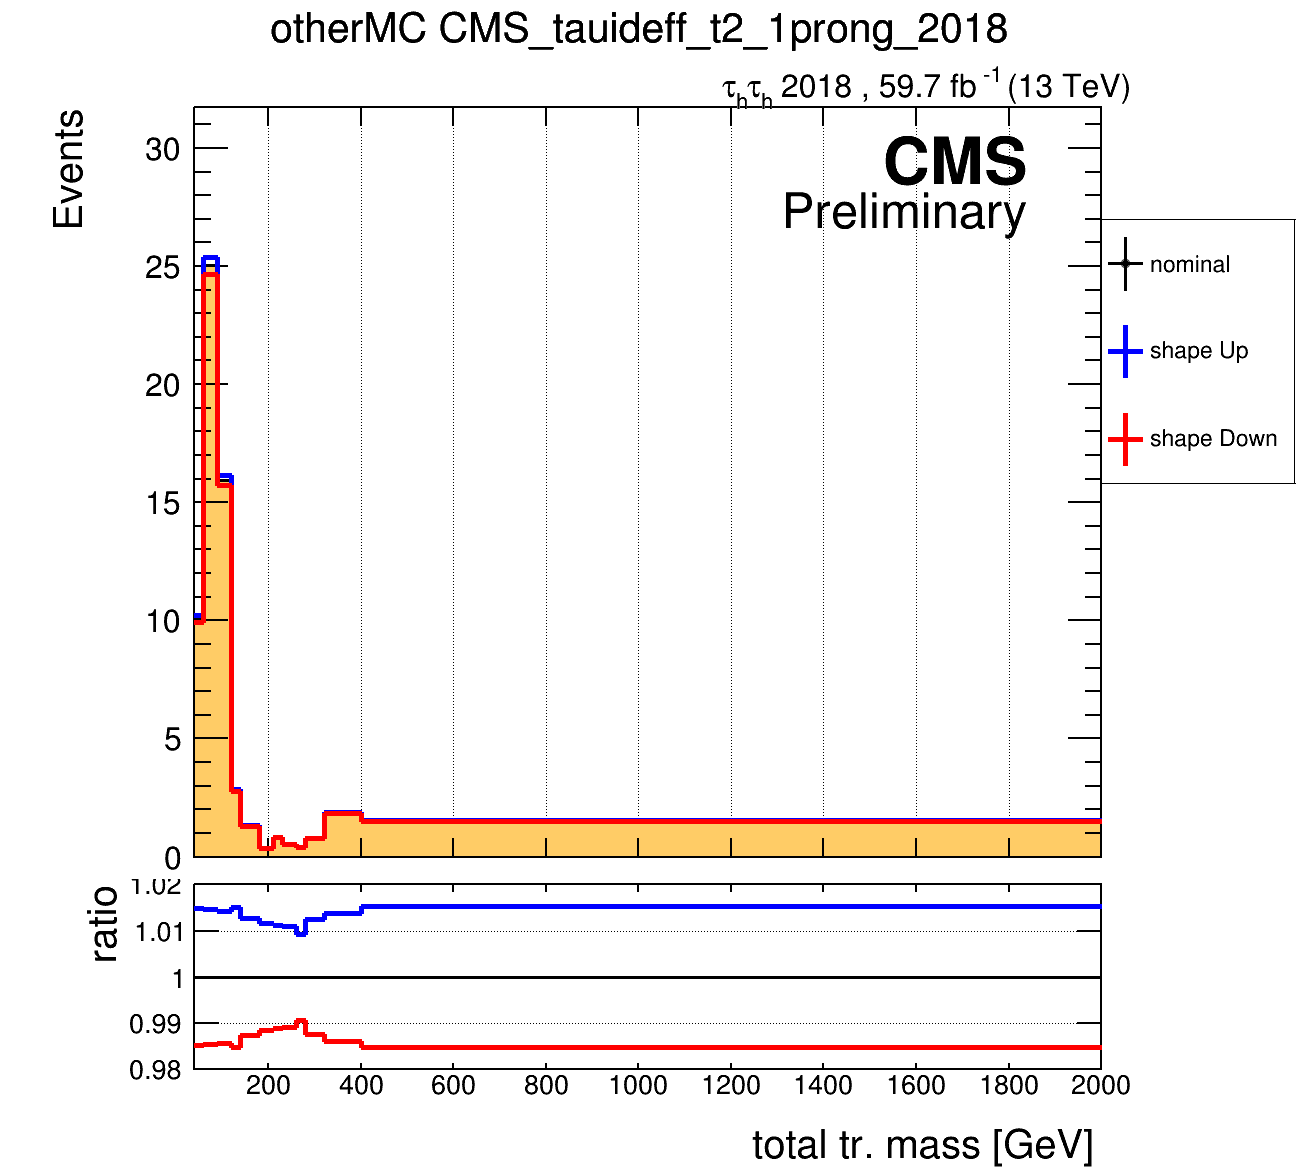 otherMC CMS_tauideff_t2_1prong_2018
τhτh 2018 , 59.7 fb-1 (13 TeV)
Events
30
25
20
15
10
5
0
CMS
Preliminary
nominal
shape Up
shape Down
ratio
1.02
1.01
1
0.99
0.98
200 400 600 800 1000 1200 1400 1600 1800 2000
total tr. mass [GeV]